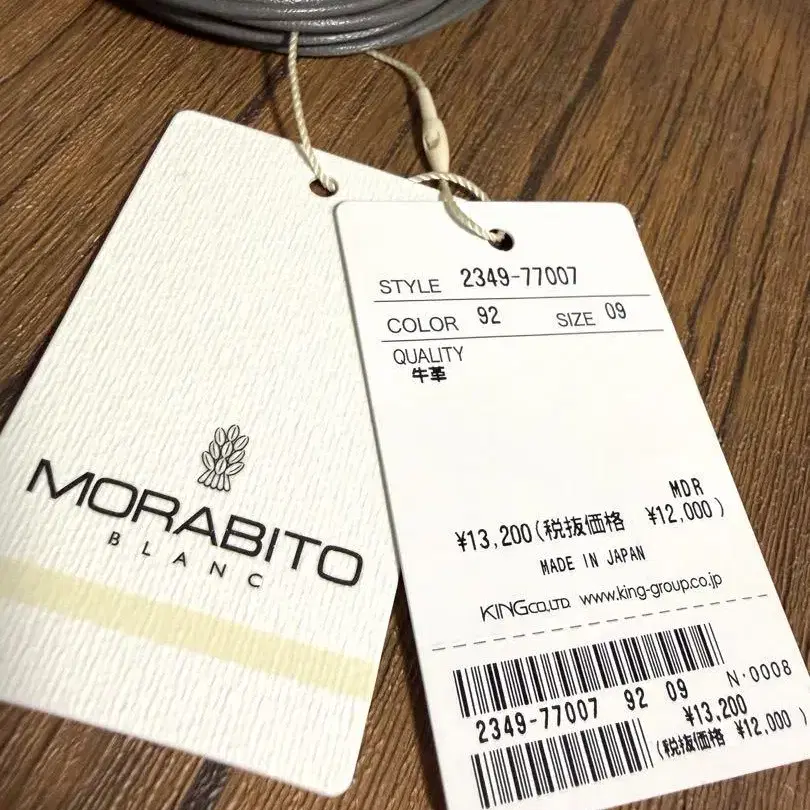 MORABITO
BLANC
STYLE 2349-77007
COLOR 92 SIZE 09
QUALITY
牛革
MDR
¥13,200(税抜価格 ¥12,000)
MADE IN JAPAN
KING CO.,LTD. www.king-group.co.jp
N·0008
2349-77007 92 09
¥13,200
(税抜価格 ¥12,000)